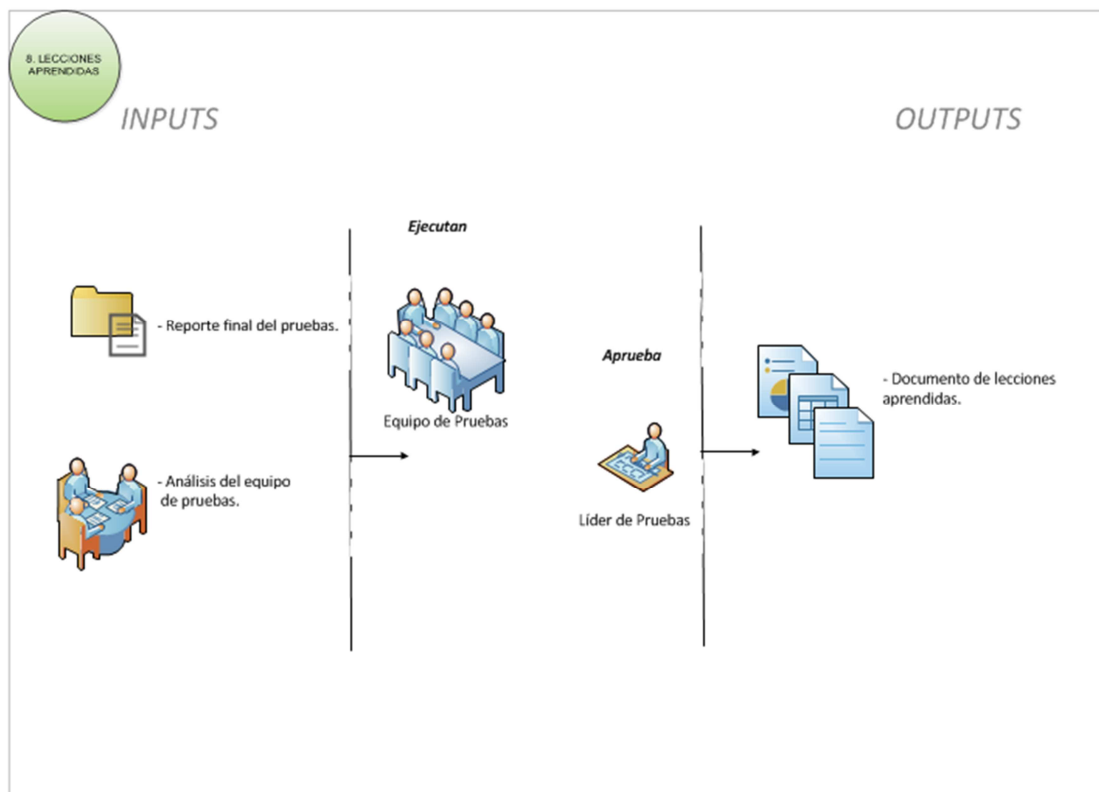 8. LECCIONES
APRENDIDAS
INPUTS
OUTPUTS
Ejecutan
- Reporte final del pruebas.
Aprueba
- Documento de lecciones
aprendidas.
Equipo de Pruebas
- Análisis del equipo
de pruebas.
Líder de Pruebas